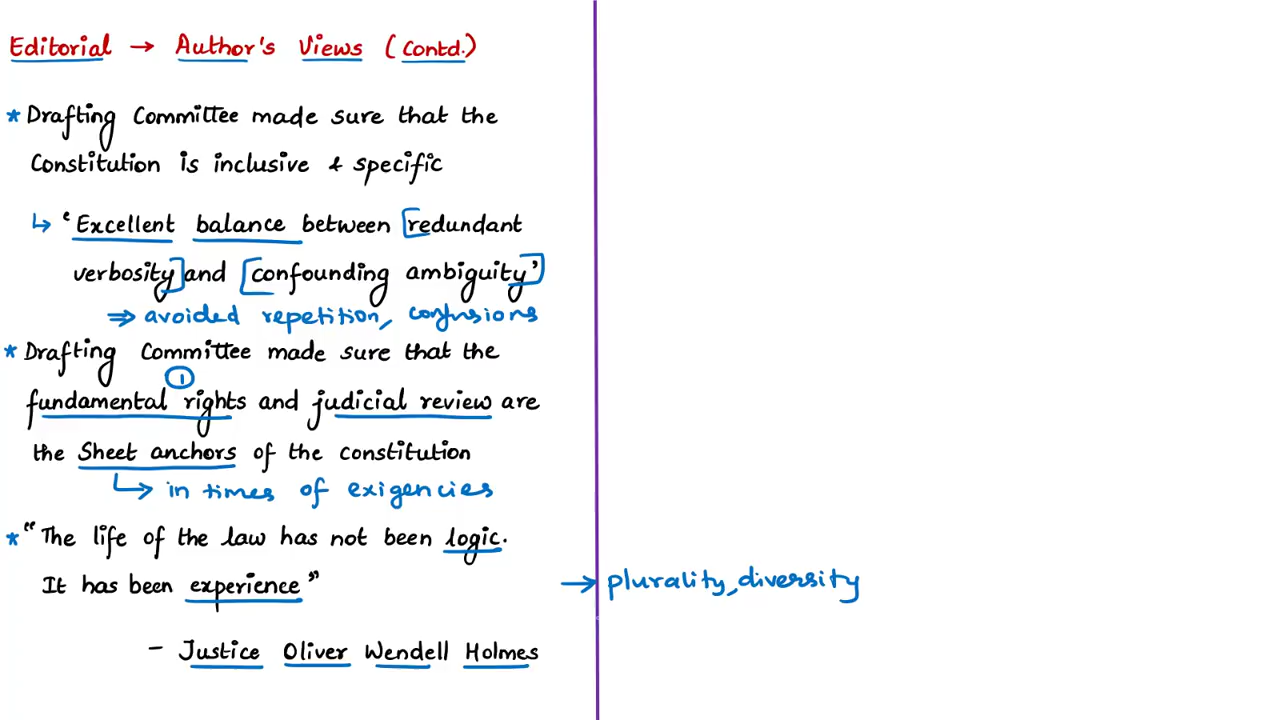 Editorial → Author's Views (Contd.)
* Drafting Committee made sure that the
Constitution is inclusive & specific
↳ 'Excellent balance between [redundant
verbosity] and [confounding ambiguity']
⇒ avoided repetition, confusions
* Drafting Committee made sure that the
①
fundamental rights and judicial review are
the Sheet anchors of the constitution
↳ in times of exigencies
* "The life of the law has not been logic.
It has been experience"
→ plurality, diversity
- Justice Oliver Wendell Holmes